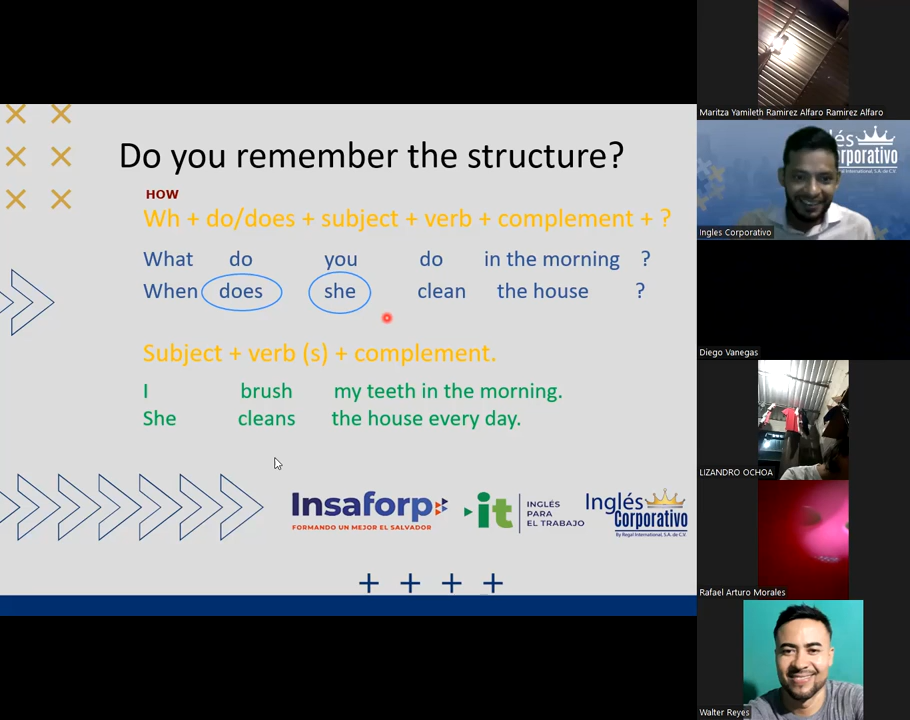 Do you remember the structure?
HOW
Wh + do/does + subject + verb + complement + ?
What do you do in the morning ?
When does she clean the house ?
Subject + verb (s) + complement.
I brush my teeth in the morning.
She cleans the house every day.
Insaforp
FORMANDO UN MEJOR EL SALVADOR
it
INGLÉS
PARA
EL TRABAJO
Inglés
Corporativo
By Regal International, S.A. de C.V.
Maritza Yamileth Ramirez Alfaro Ramirez Alfaro
Ingles Corporativo
Diego Vanegas
LIZANDRO OCHOA
Rafael Arturo Morales
Walter Reyes